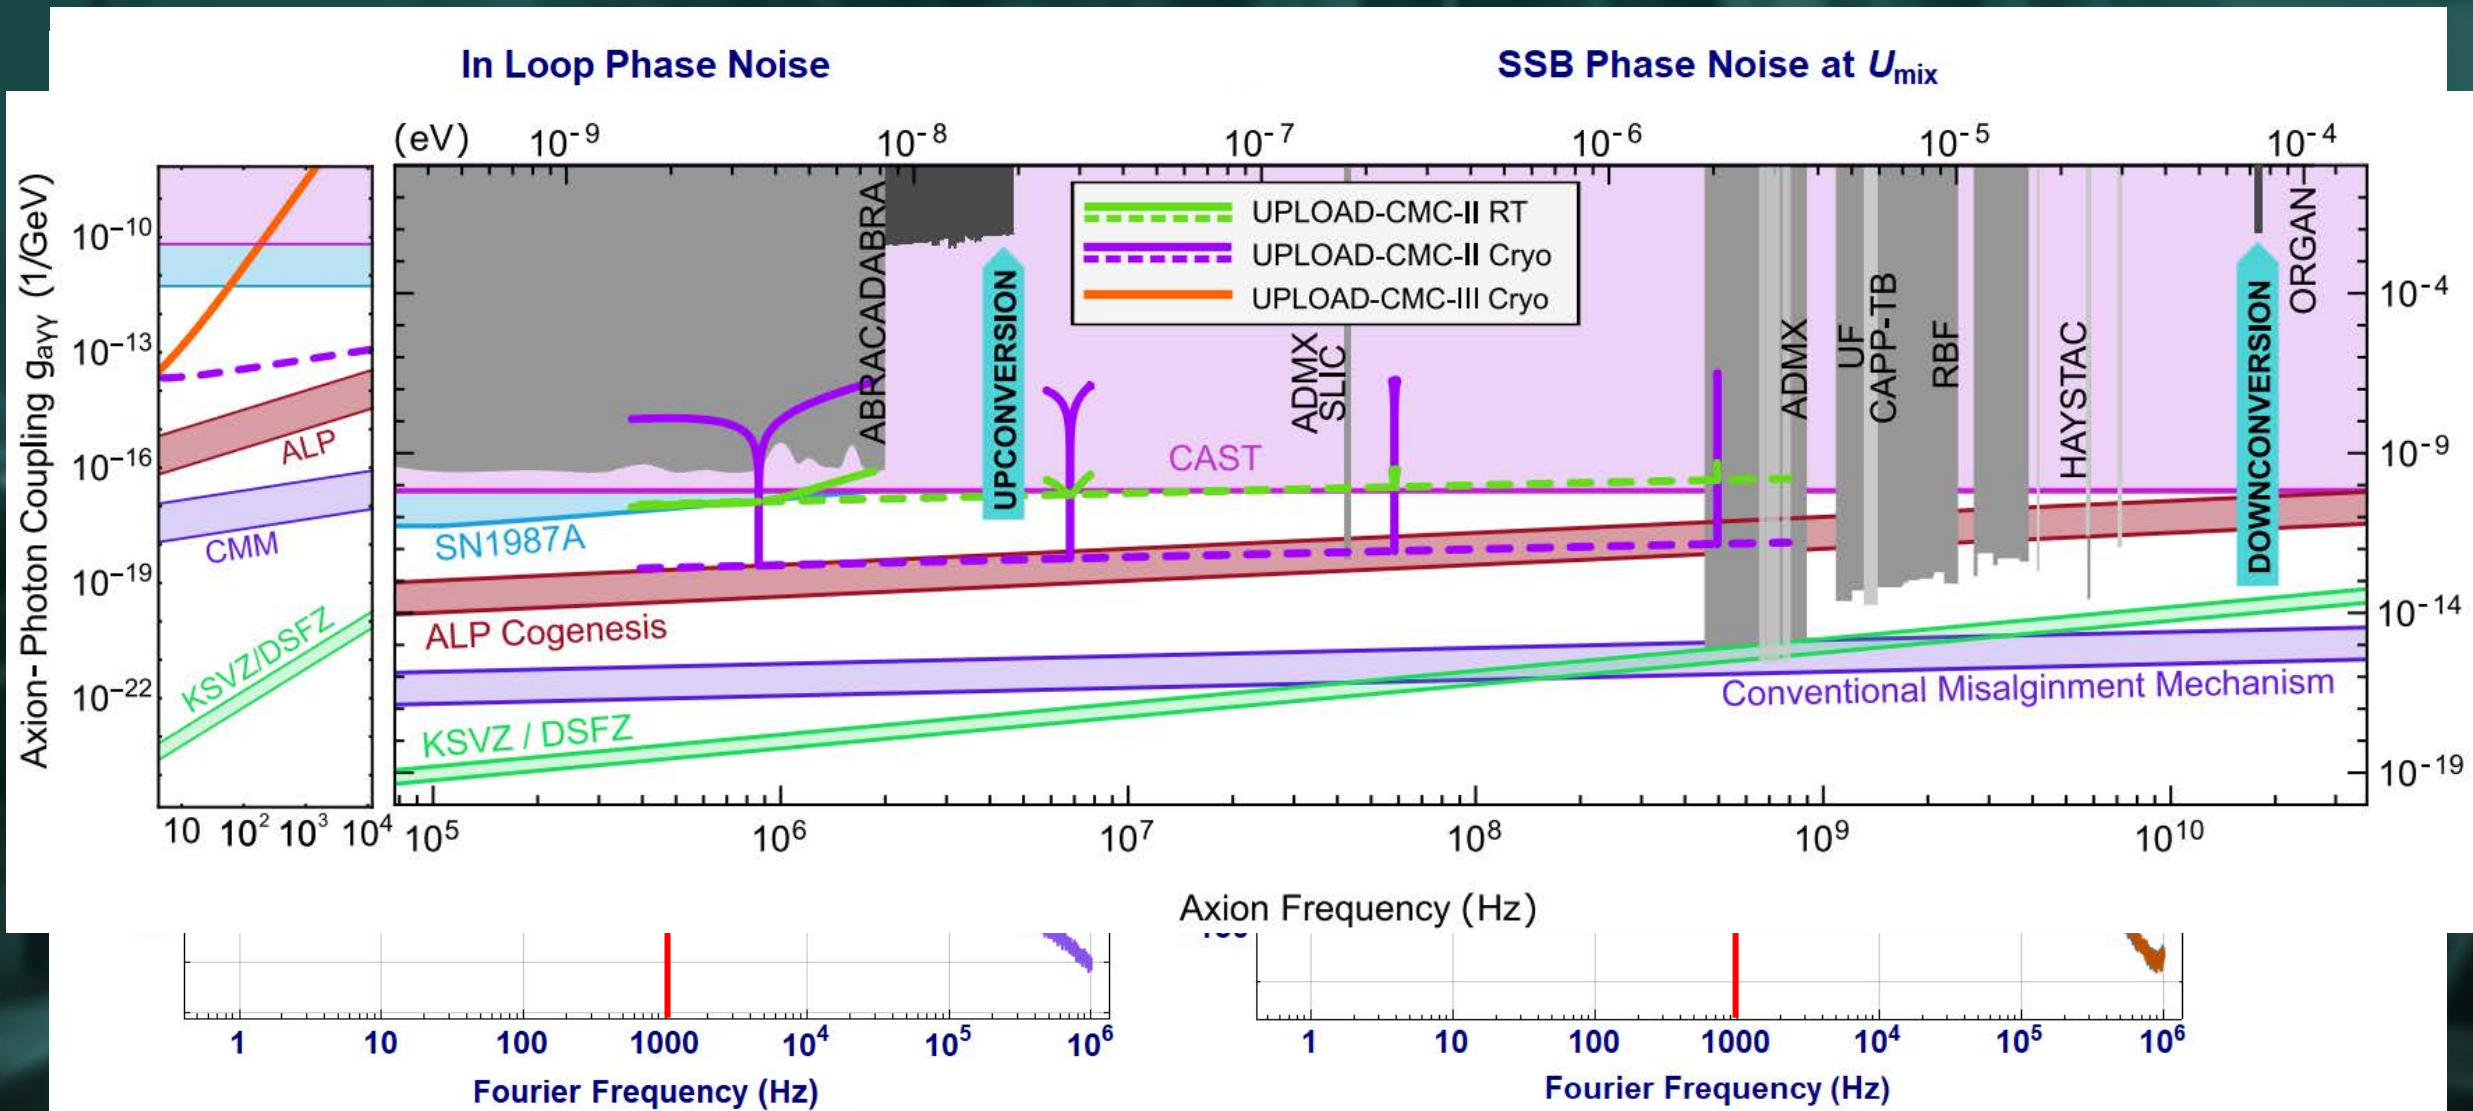 In Loop Phase Noise
SSB Phase Noise at Umix
(eV)
10-9
10-8
10-7
10-6
10-5
10-4
Axion-Photon Coupling gaγγ (1/GeV)
10-10
10-13
10-16
10-19
10-22
ALP
CMM
KSVZ/DSFZ
10
10²
10³
10⁴
ABRACADABRA
UPCONVERSION
UPLOAD-CMC-II RT
UPLOAD-CMC-II Cryo
UPLOAD-CMC-III Cryo
ADMX
SLIC
CAST
ADMX
UF
CAPP-TB
RBF
HAYSTAC
DOWNCONVERSION
ORGAN
SN1987A
ALP Cogenesis
KSVZ / DSFZ
Conventional Misalginment Mechanism
10-4
10-9
10-14
10-19
10⁵
10⁶
10⁷
10⁸
10⁹
10¹⁰
Axion Frequency (Hz)
1
10
100
1000
10⁴
10⁵
10⁶
Fourier Frequency (Hz)
1
10
100
1000
10⁴
10⁵
10⁶
Fourier Frequency (Hz)